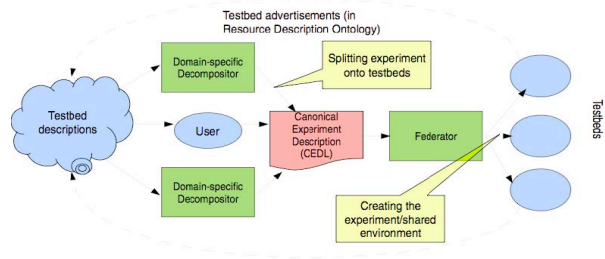 Testbed advertisements (in
Resource Description Ontology)
Domain-specific
Decompositor
Splitting experiment
onto testbeds
Testbed
descriptions
User
Canonical
Experiment
Description
(CEDL)
Federator
Testbeds
Domain-specific
Decompositor
Creating the
experiment/shared
environment